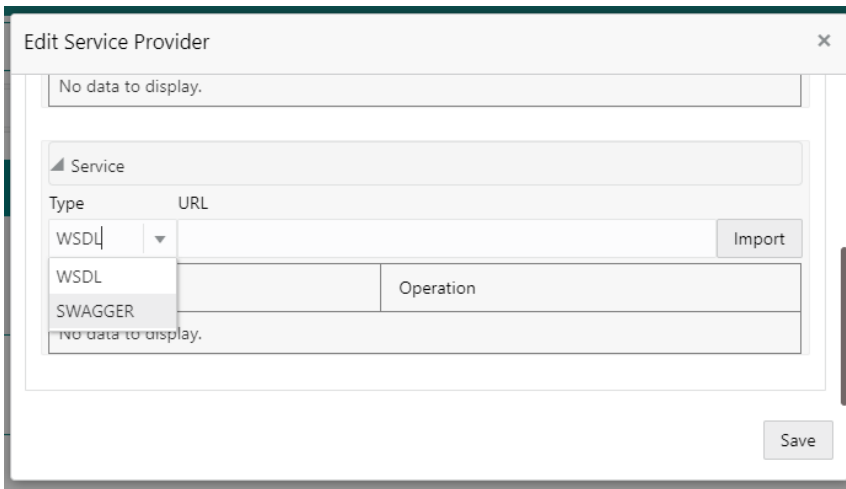 Edit Service Provider ×
No data to display.
Service
Type URL
WSDL Import
WSDL
Operation
SWAGGER
No data to display.
Save